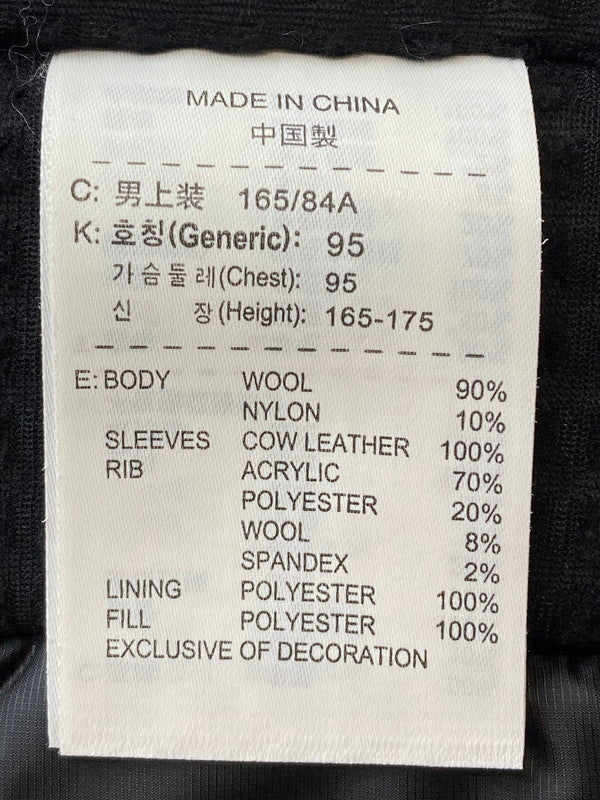 MADE IN CHINA
中国製
C: 男上装 165/84A
K: 호칭(Generic): 95
가슴둘레(Chest): 95
신 장(Height): 165-175
E: BODY WOOL 90%
NYLON 10%
SLEEVES COW LEATHER 100%
RIB ACRYLIC 70%
POLYESTER 20%
WOOL 8%
SPANDEX 2%
LINING POLYESTER 100%
FILL POLYESTER 100%
EXCLUSIVE OF DECORATION